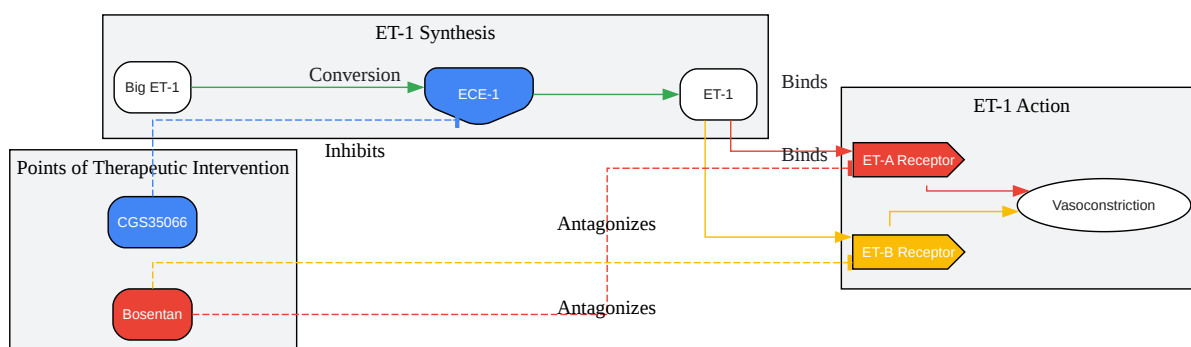 ET-1 Synthesis
Big ET-1
Conversion
ECE-1
ET-1
Binds
ET-1 Action
Inhibits
Binds
ET-A Receptor
Points of Therapeutic Intervention
CGS35066
Vasoconstriction
Antagonizes
ET-B Receptor
Bosentan
Antagonizes